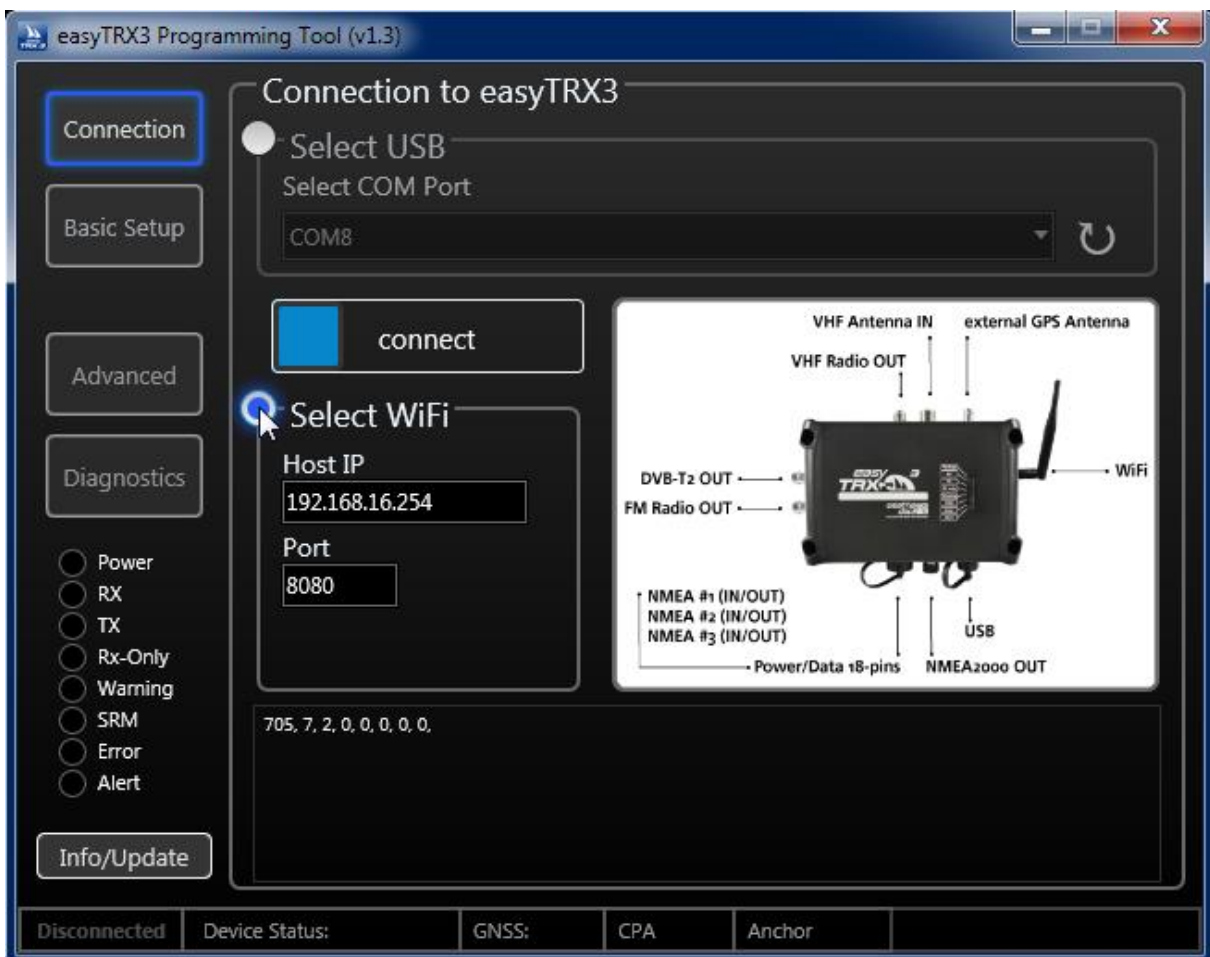 easyTRX3 Programming Tool (v1.3)
Connection
Basic Setup
Advanced
Diagnostics
Power
RX
TX
Rx-Only
Warning
SRM
Error
Alert
Info/Update
Connection to easyTRX3
Select USB
Select COM Port
COM8
connect
Select WiFi
Host IP
192.168.16.254
Port
8080
VHF Antenna IN
external GPS Antenna
VHF Radio OUT
DVB-T2 OUT
FM Radio OUT
WiFi
EASY TRX 3
NMEA #1 (IN/OUT)
NMEA #2 (IN/OUT)
NMEA #3 (IN/OUT)
USB
Power/Data 18-pins
NMEA2000 OUT
705, 7, 2, 0, 0, 0, 0, 0,
Disconnected
Device Status:
GNSS:
CPA
Anchor